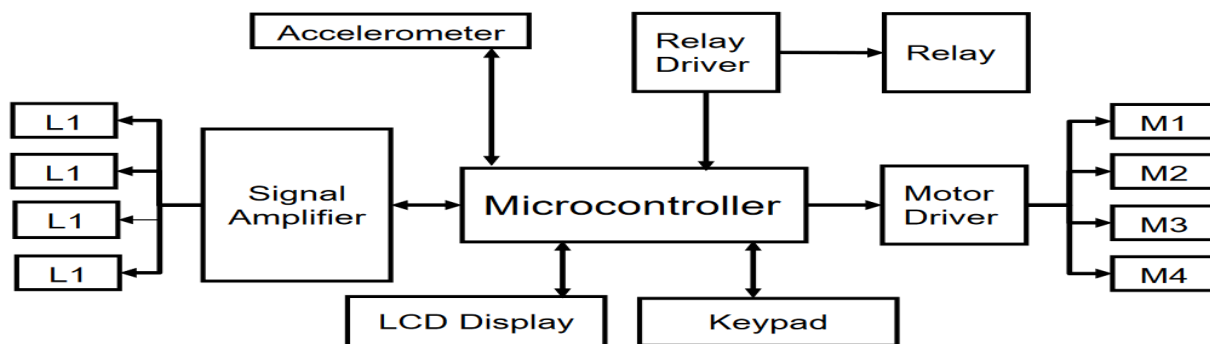 Accelerometer
Relay
Driver
Relay
L1
L1
L1
L1
Signal
Amplifier
Microcontroller
Motor
Driver
M1
M2
M3
M4
LCD Display
Keypad